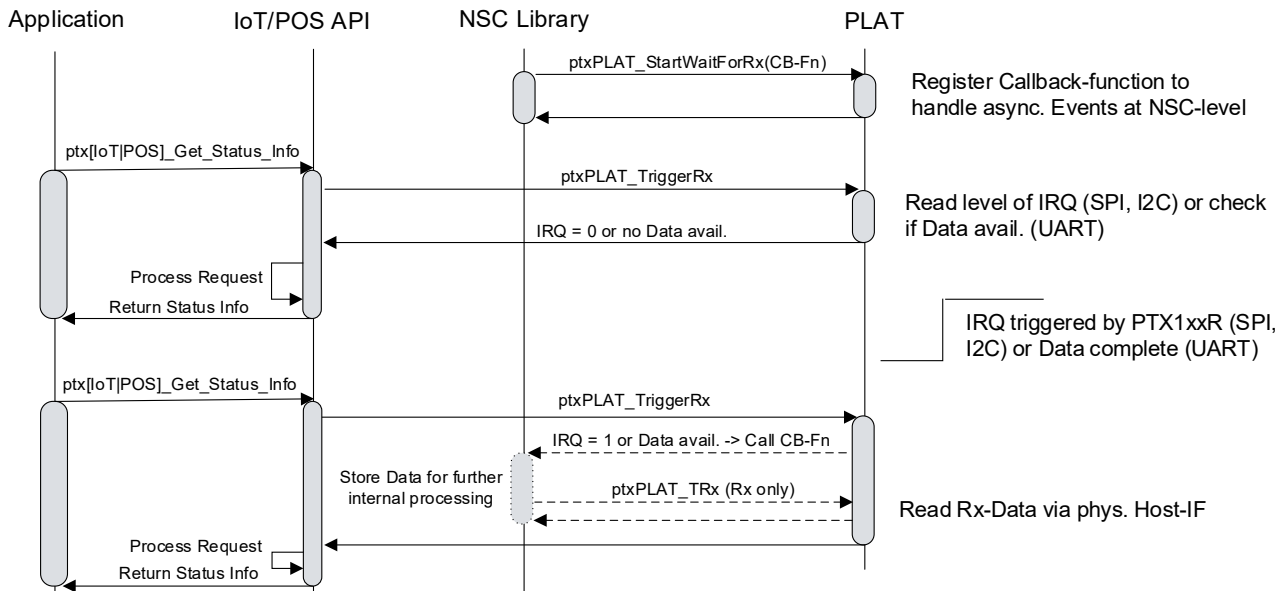 Application
IoT/POS API
NSC Library
PLAT
ptxPLAT_StartWaitForRx(CB-Fn)
Register Callback-function to
handle async. Events at NSC-level
ptx[IoT|POS]_Get_Status_Info
ptxPLAT_TriggerRx
Read level of IRQ (SPI, I2C) or check
if Data avail. (UART)
IRQ = 0 or no Data avail.
Process Request
Return Status Info
IRQ triggered by PTX1xxR (SPI,
I2C) or Data complete (UART)
ptx[IoT|POS]_Get_Status_Info
ptxPLAT_TriggerRx
IRQ = 1 or Data avail. -> Call CB-Fn
Store Data for further
internal processing
ptxPLAT_TRx (Rx only)
Read Rx-Data via phys. Host-IF
Process Request
Return Status Info